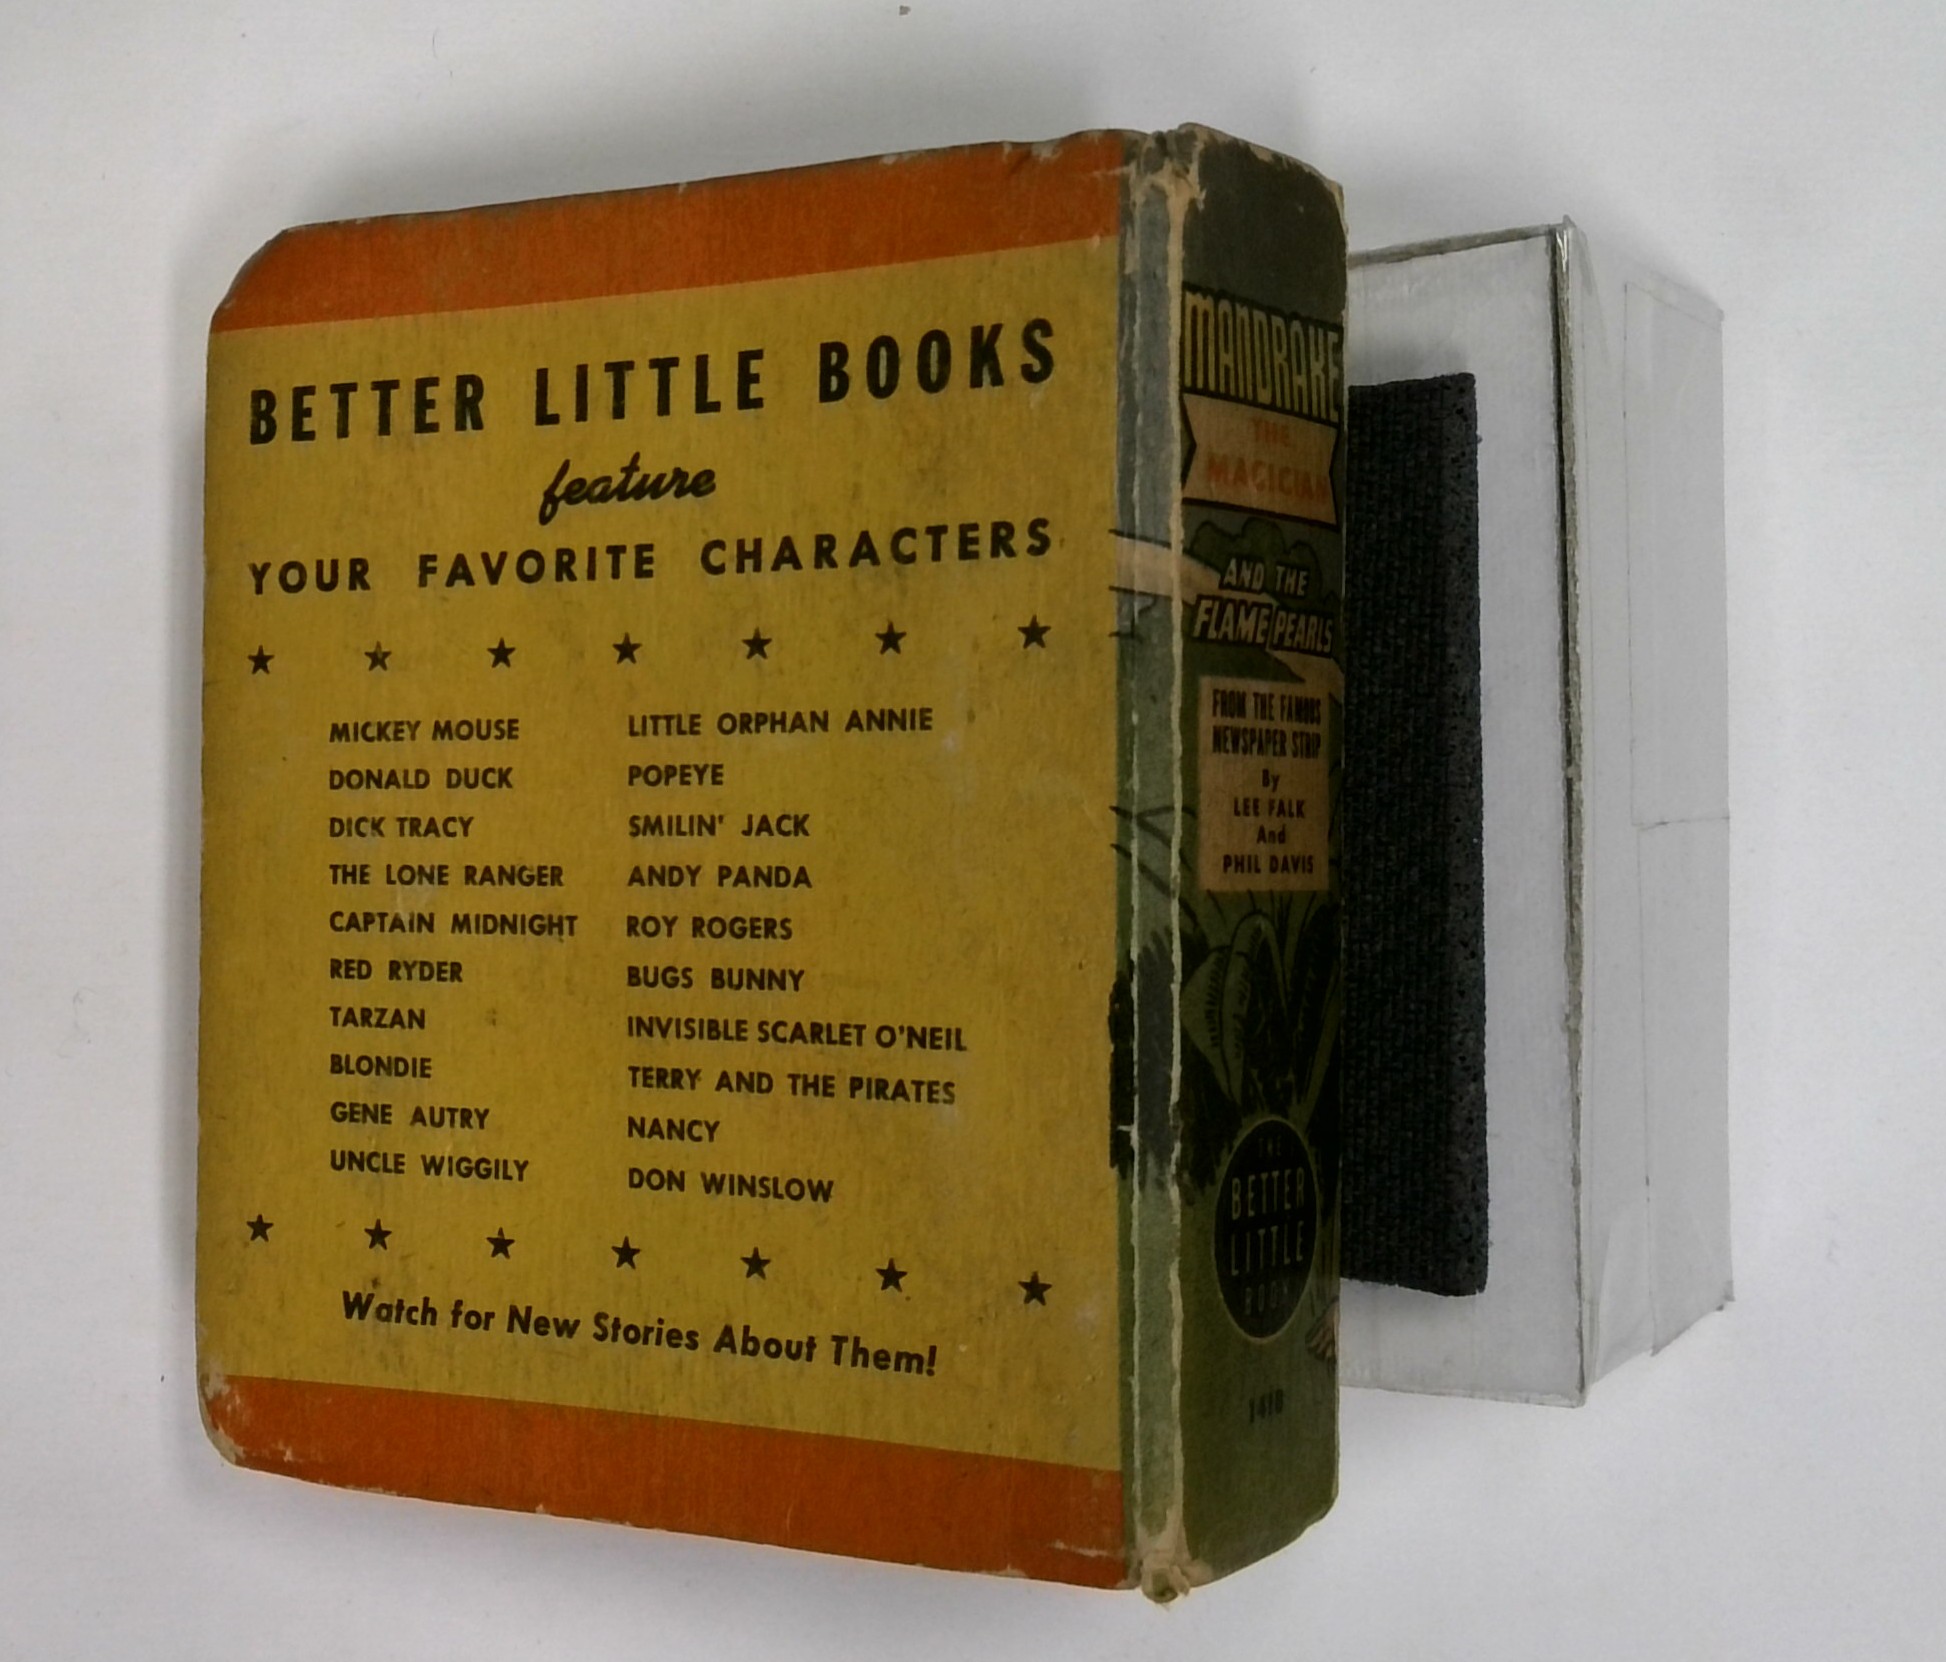 BETTER LITTLE BOOKS
feature
YOUR FAVORITE CHARACTERS
MICKEY MOUSE
DONALD DUCK
DICK TRACY
THE LONE RANGER
CAPTAIN MIDNIGHT
RED RYDER
TARZAN
BLONDIE
GENE AUTRY
UNCLE WIGGILY
LITTLE ORPHAN ANNIE
POPEYE
SMILIN' JACK
ANDY PANDA
ROY ROGERS
BUGS BUNNY
INVISIBLE SCARLET O'NEIL
TERRY AND THE PIRATES
NANCY
DON WINSLOW
Watch for New Stories About Them!
MANDRAKE
THE
MAGICIAN
AND THE
FLAME PEARLS
FROM THE FAMOUS
NEWSPAPER STRIP
By
LEE FALK
And
PHIL DAVIS
THE
BETTER
LITTLE
BOOK
1418